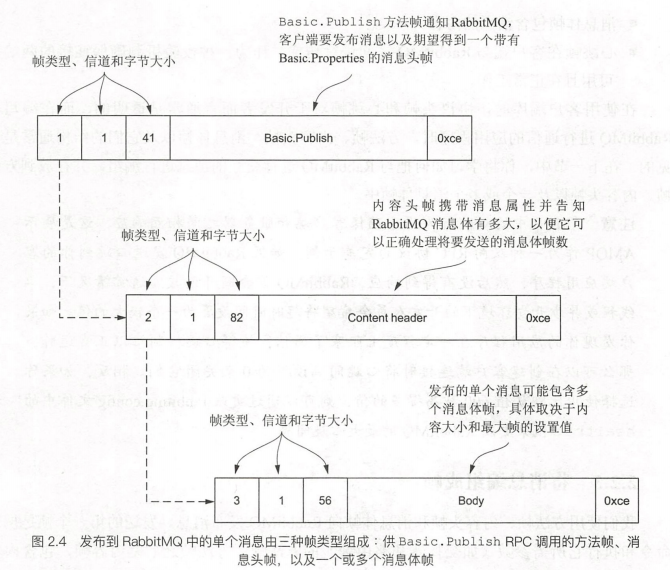 Basic.Publish 方法帧通知 RabbitMQ,
客户端要发布消息以及期望得到一个带有
Basic.Properties 的消息头帧
帧类型、信道和字节大小
1 1 41 Basic.Publish 0xce
内容头帧携带消息属性并告知
RabbitMQ 消息体有多大，以便它可
以正确处理将要发送的消息体帧数
帧类型、信道和字节大小
2 1 82 Content header 0xce
发布的单个消息可能包含多
个消息体帧，具体取决于内
容大小和最大帧的设置值
帧类型、信道和字节大小
3 1 56 Body 0xce
图 2.4 发布到 RabbitMQ 中的单个消息由三种帧类型组成：供 Basic.Publish RPC 调用的方法帧、消
息头帧，以及一个或多个消息体帧